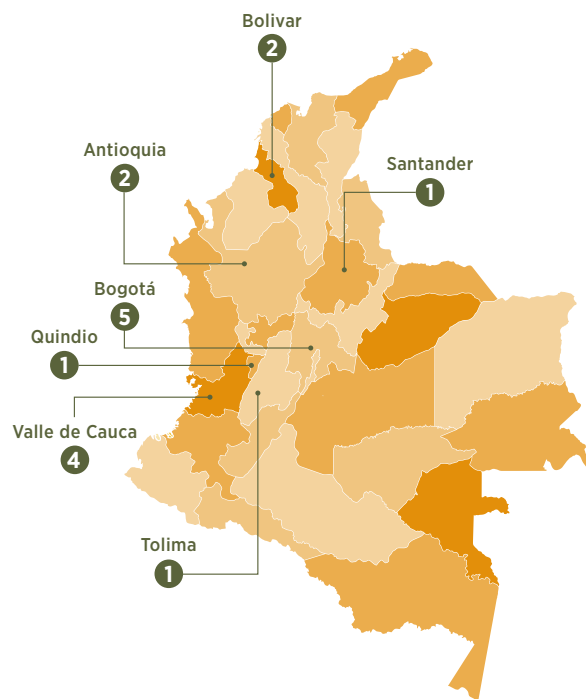 Bolivar
2
Antioquia
2
Santander
1
Bogotá
5
Quindio
1
Valle de Cauca
4
Tolima
1